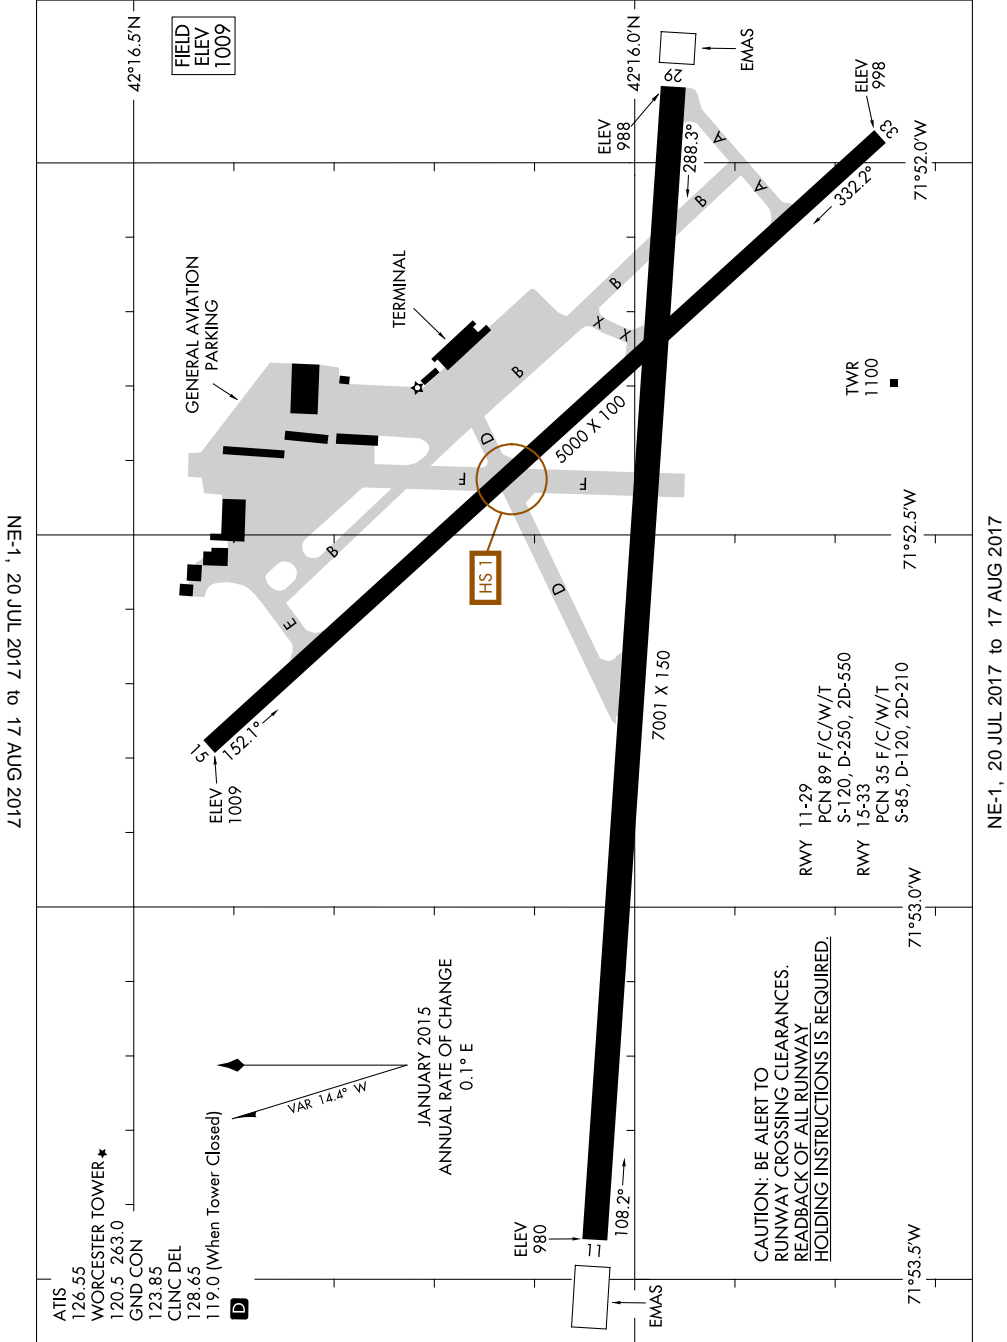 NE-1, 20 JUL 2017 to 17 AUG 2017
ATIS
126.55
WORCESTER TOWER
120.5 263.0
GND CON
123.85
CLNC DEL
128.65
119.0 (When Tower Closed)
D
VAR 14.4° W
JANUARY 2015
ANNUAL RATE OF CHANGE
0.1° E
FIELD
ELEV
1009
42°16.5'N
42°16.0'N
GENERAL AVIATION
PARKING
TERMINAL
15
152.1°
ELEV
1009
E
B
F
D
HS 1
F
D
B
B
X
X
B
A
A
5000 X 100
7001 X 150
ELEV
988
29
288.3°
EMAS
ELEV
998
33
332.2°
TWR
1100
ELEV
980
11
108.2°
EMAS
RWY 11-29
PCN 89 F/C/W/T
S-120, D-250, 2D-550
RWY 15-33
PCN 35 F/C/W/T
S-85, D-120, 2D-210
CAUTION: BE ALERT TO
RUNWAY CROSSING CLEARANCES.
READBACK OF ALL RUNWAY
HOLDING INSTRUCTIONS IS REQUIRED.
71°53.5'W
71°53.0'W
71°52.5'W
71°52.0'W
NE-1, 20 JUL 2017 to 17 AUG 2017